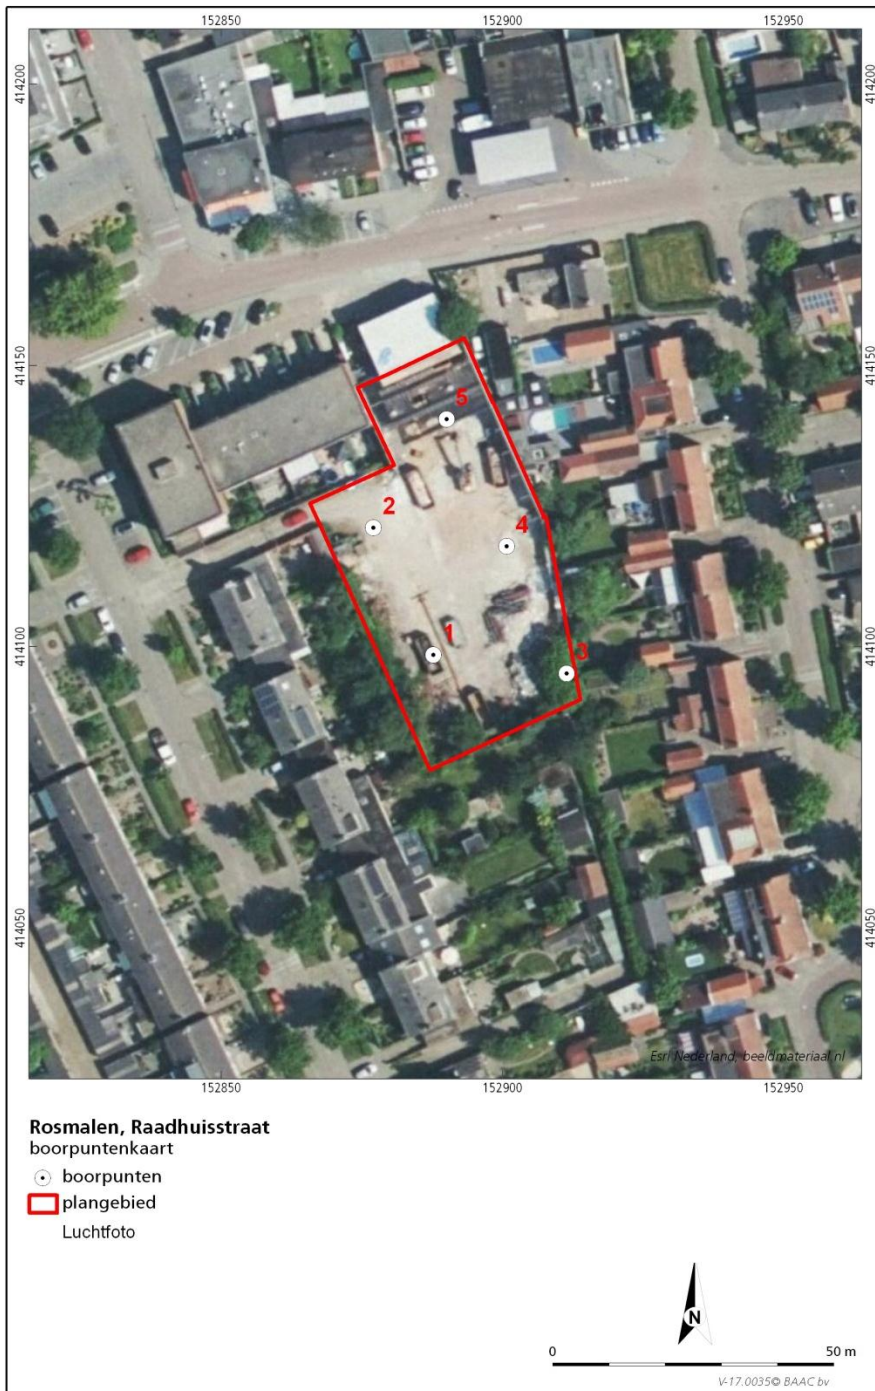 152850 152900 152950
414200 414200
414150 414150
5
2
4
1
3
414100 414100
414050 414050
Esri Nederland, beeldmateriaal.nl
152850 152900 152950
Rosmalen, Raadhuisstraat
boorpuntenkaart
boorpunten
plangebied
Luchtfoto
N
0 50 m
V-17.0035© BAAC bv